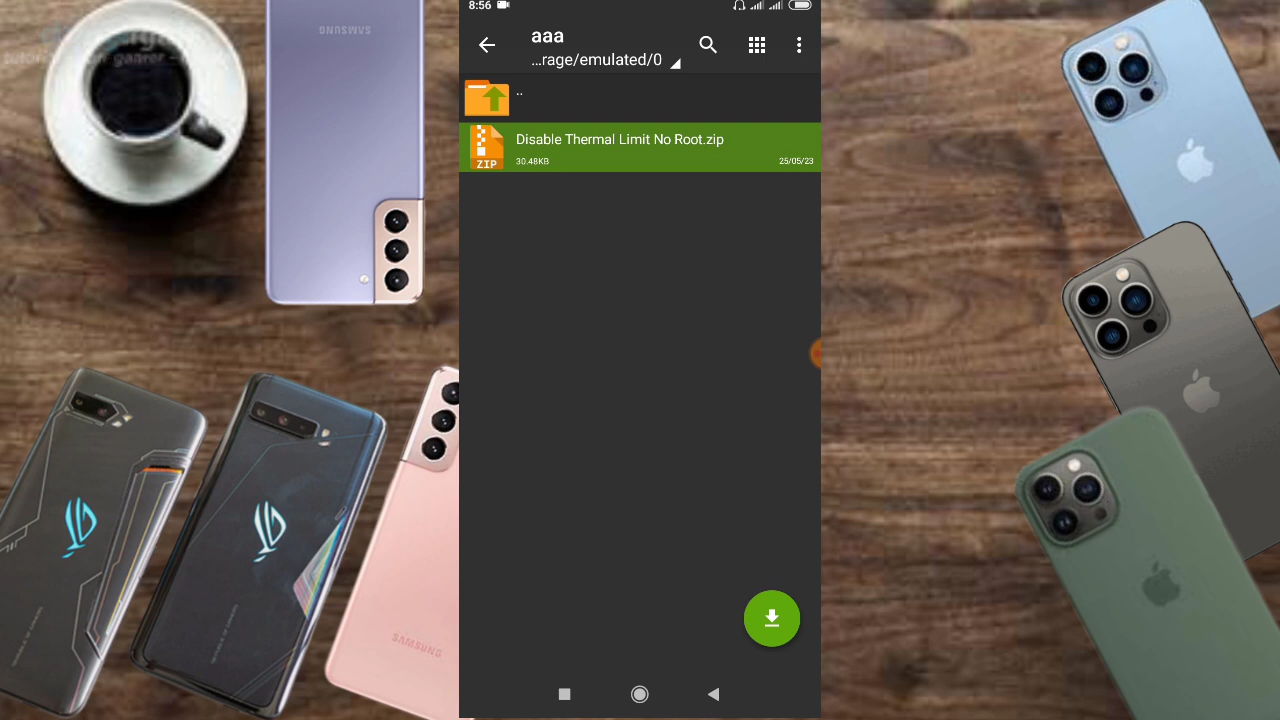 8:56
aaa
...rage/emulated/0
..
Disable Thermal Limit No Root.zip
ZIP
30.48KB
25/05/23
SAMSUNG
SAMSUNG